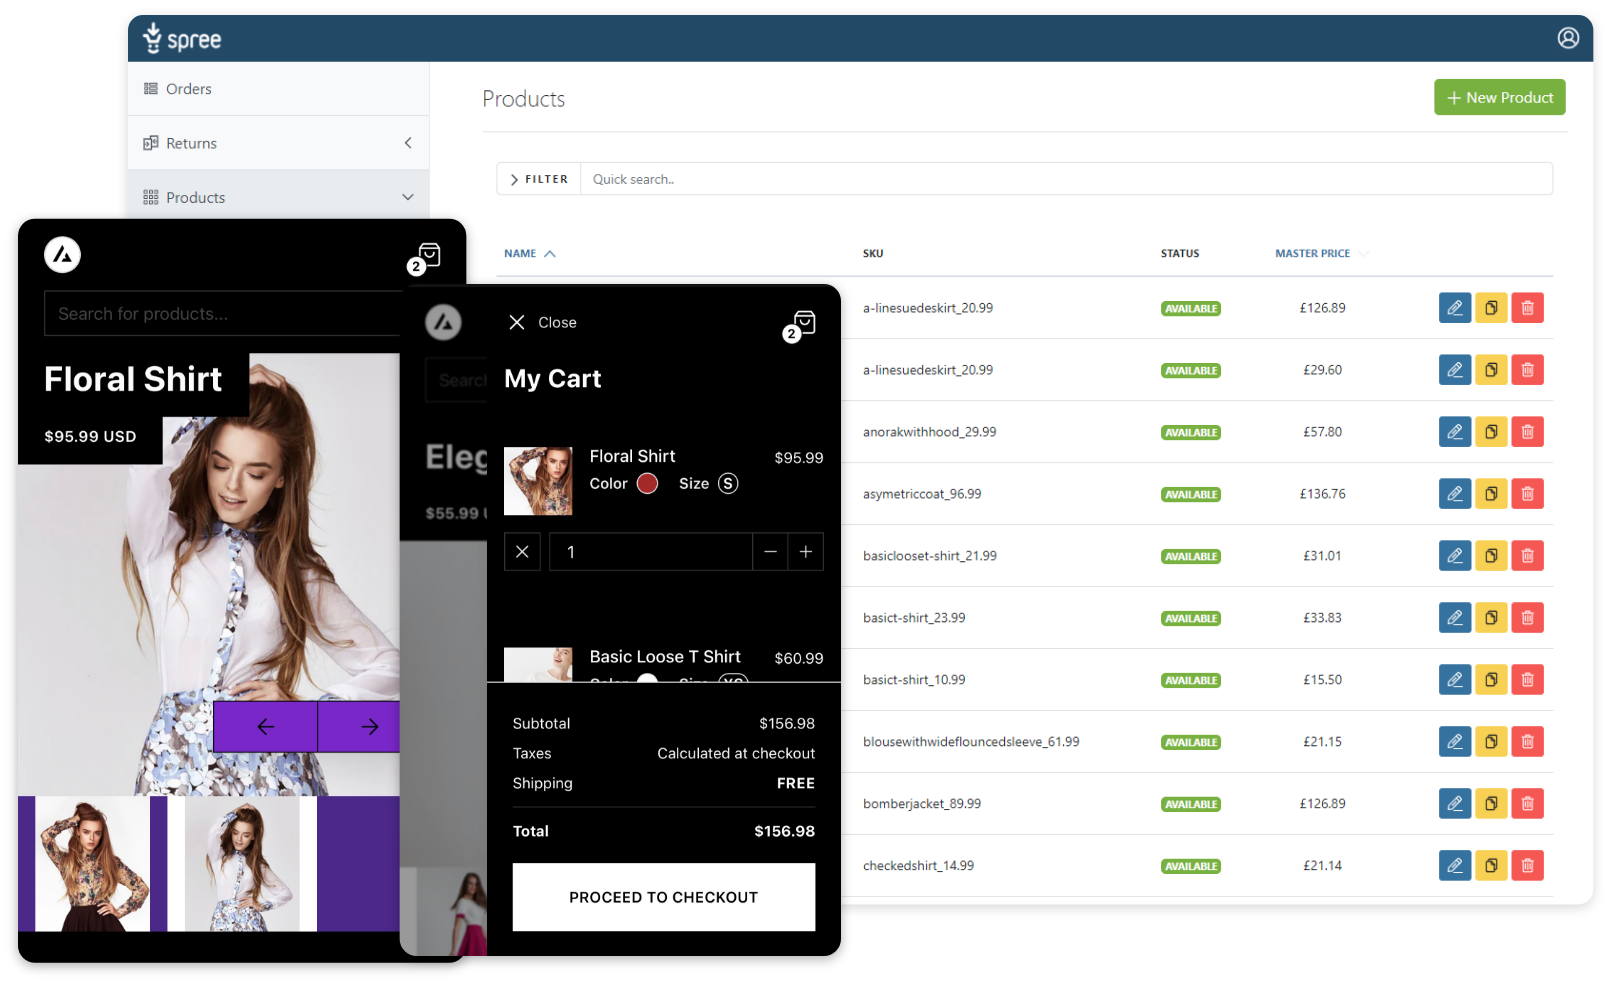 spree
Orders
Returns
Products
Products
New Product
FILTER
Quick search..
NAME SKU STATUS MASTER PRICE
a-linesuedeskirt_20.99 AVAILABLE £126.89
a-linesuedeskirt_20.99 AVAILABLE £29.60
anorakwithhood_29.99 AVAILABLE £57.80
asymetriccoat_96.99 AVAILABLE £136.76
basiclooset-shirt_21.99 AVAILABLE £31.01
basict-shirt_23.99 AVAILABLE £33.83
basict-shirt_10.99 AVAILABLE £15.50
blousewithwideflouncedsleeve_61.99 AVAILABLE £21.15
bomberjacket_89.99 AVAILABLE £126.89
checkedshirt_14.99 AVAILABLE £21.14
2
Search for products...
Floral Shirt
$95.99 USD
Search
Eleg
$55.99 U
Close
2
My Cart
Floral Shirt $95.99
Color Size S
1
Basic Loose T Shirt $60.99
Color Size XS
Subtotal $156.98
Taxes Calculated at checkout
Shipping FREE
Total $156.98
PROCEED TO CHECKOUT